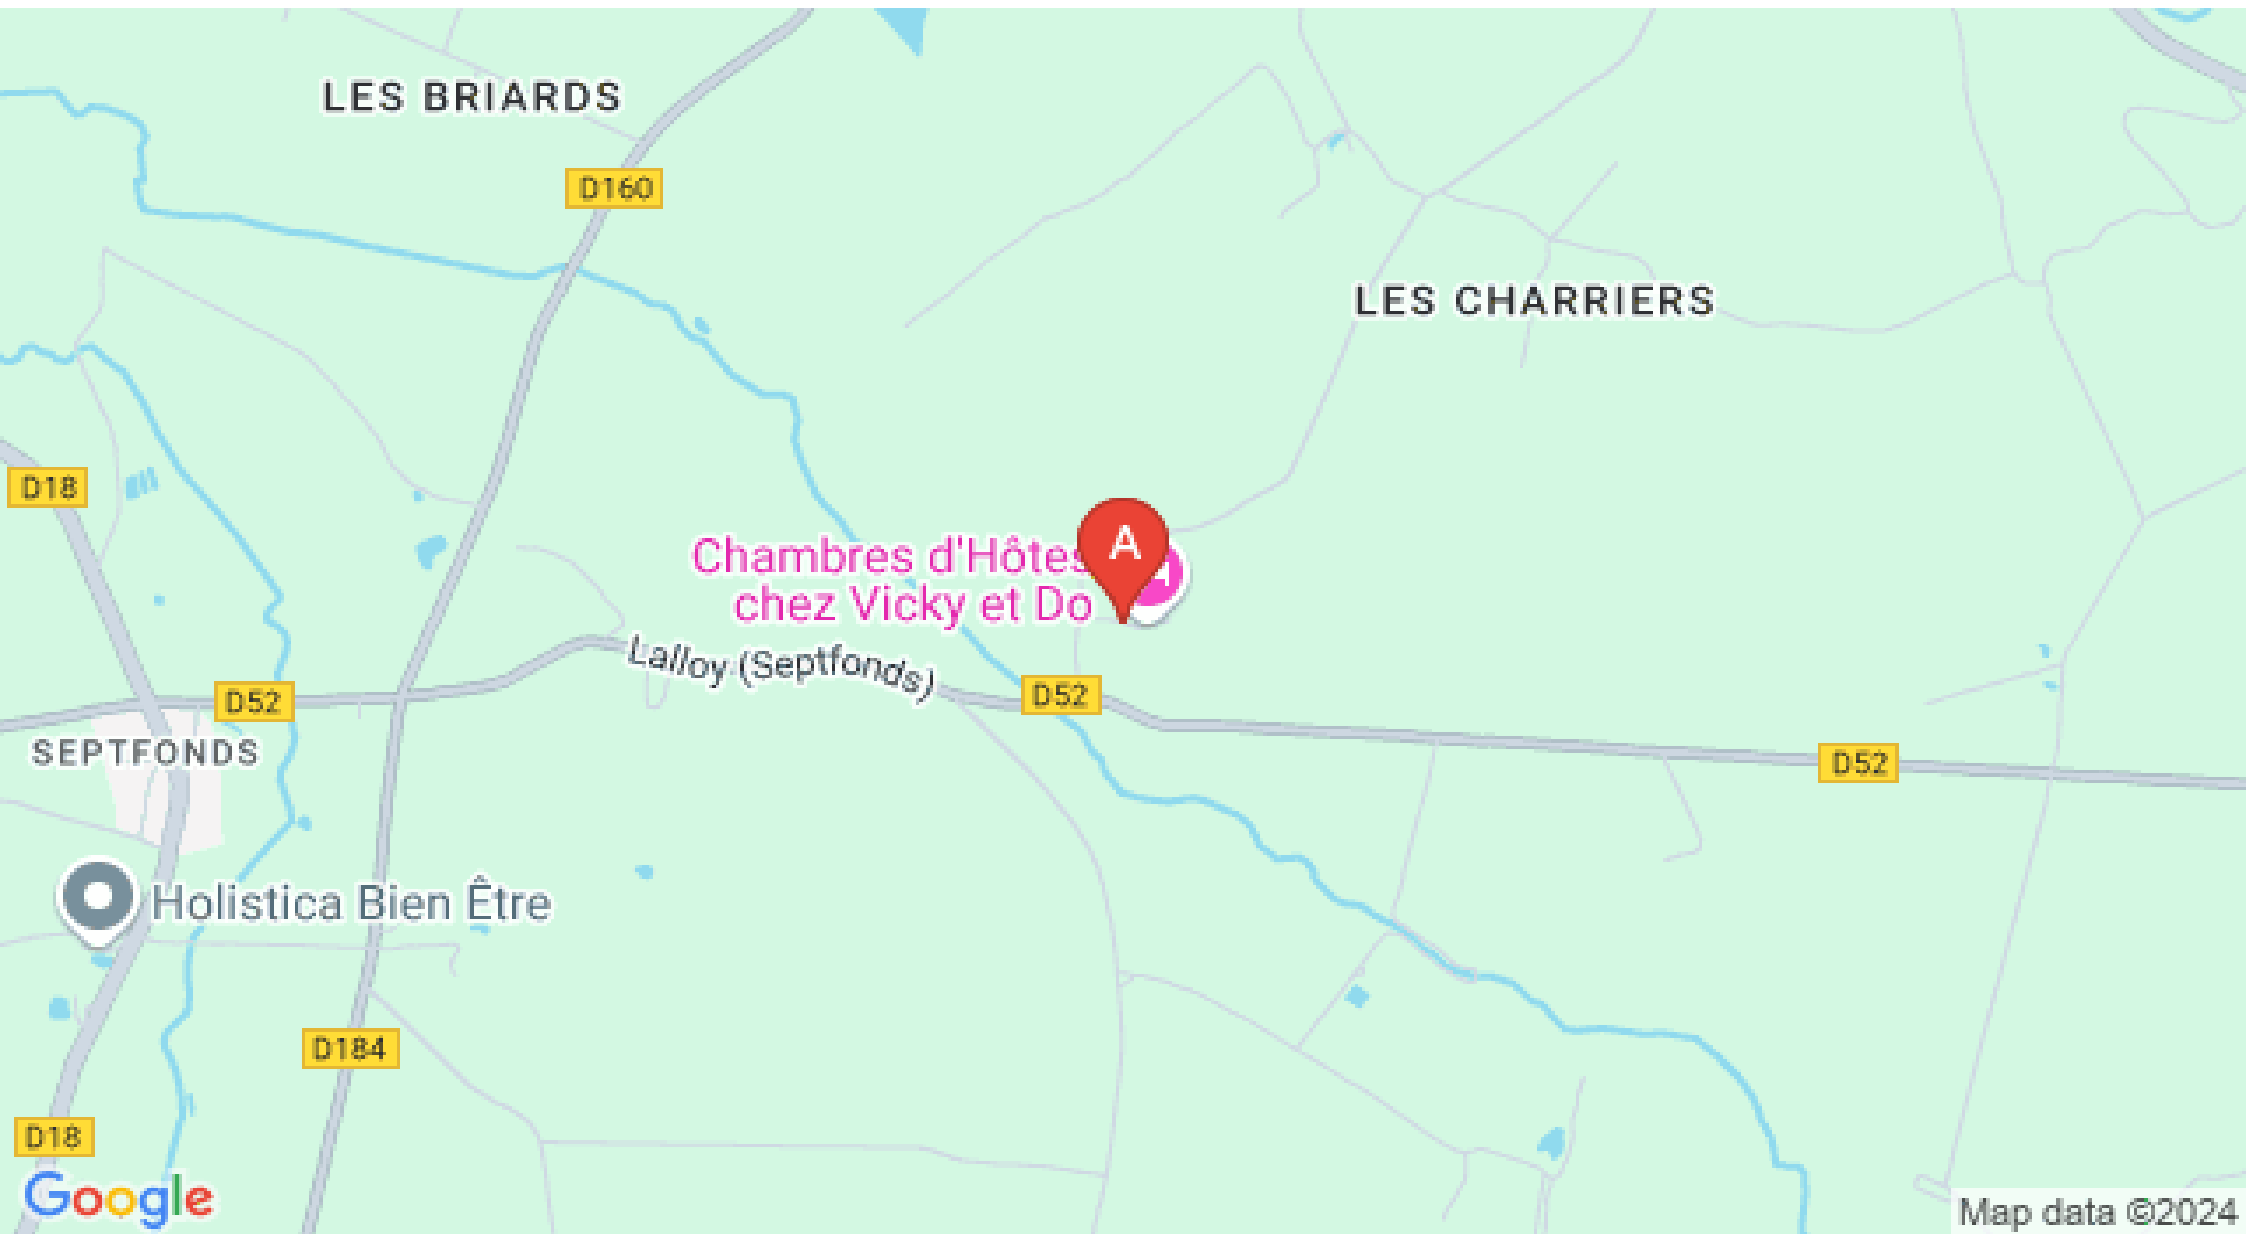 LES BRIARDS
D160
LES CHARRIERS
D18
Chambres d'Hôtes
chez Vicky et Do
A
Lalloy (Septfonds)
D52
D52
SEPTFONDS
D52
Holistica Bien Être
D184
D18
Google
Map data ©2024